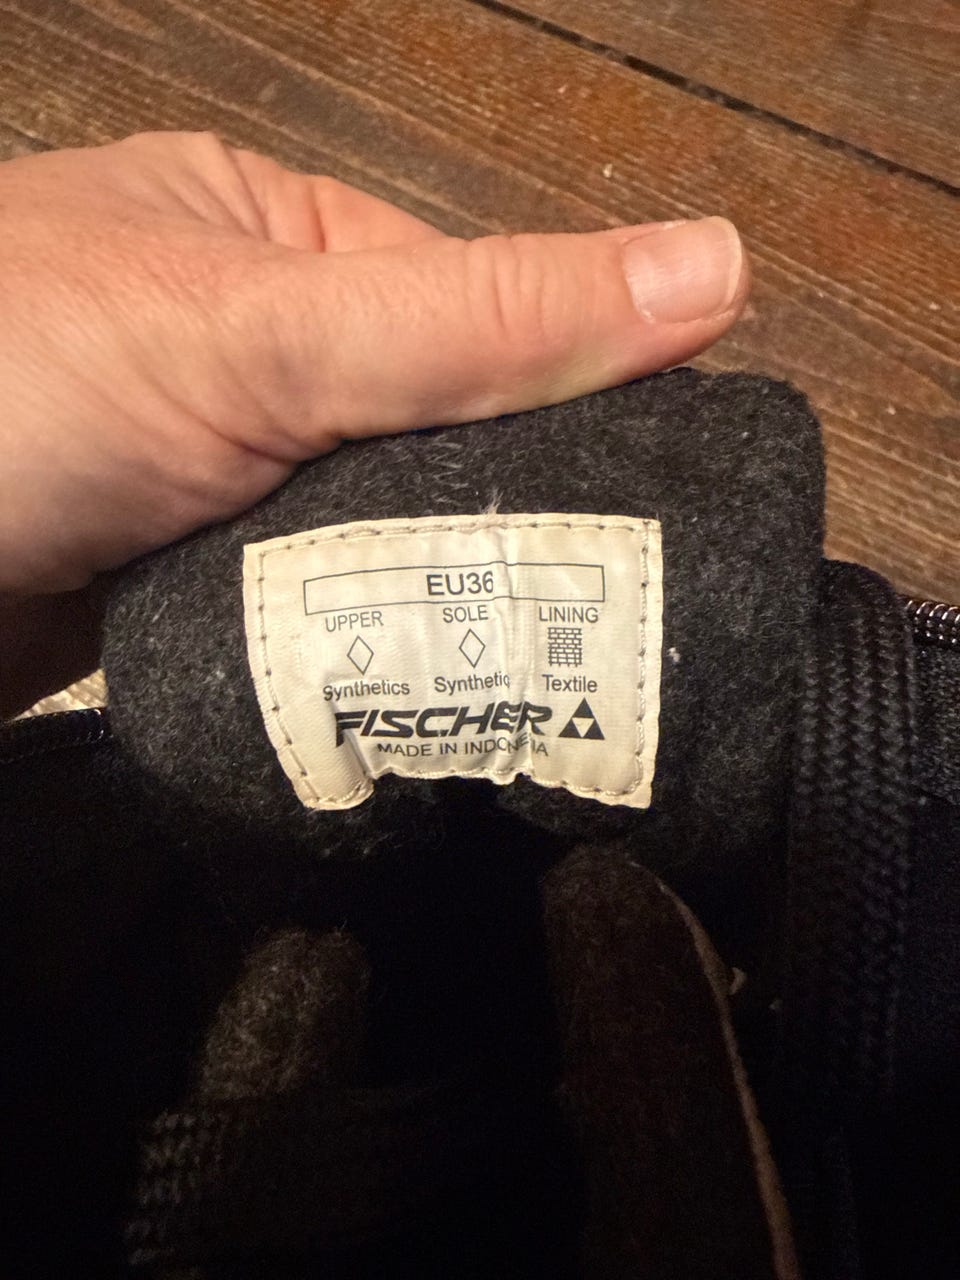 EU36
UPPER SOLE LINING
Synthetics Synthetic Textile
FISCHER
MADE IN INDONESIA